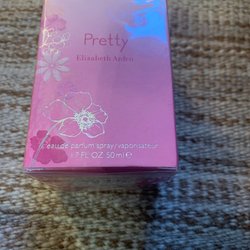 Pretty
Elizabeth Arden
eau de parfum spray/vaporisateur
1.7 FL OZ 50ml e